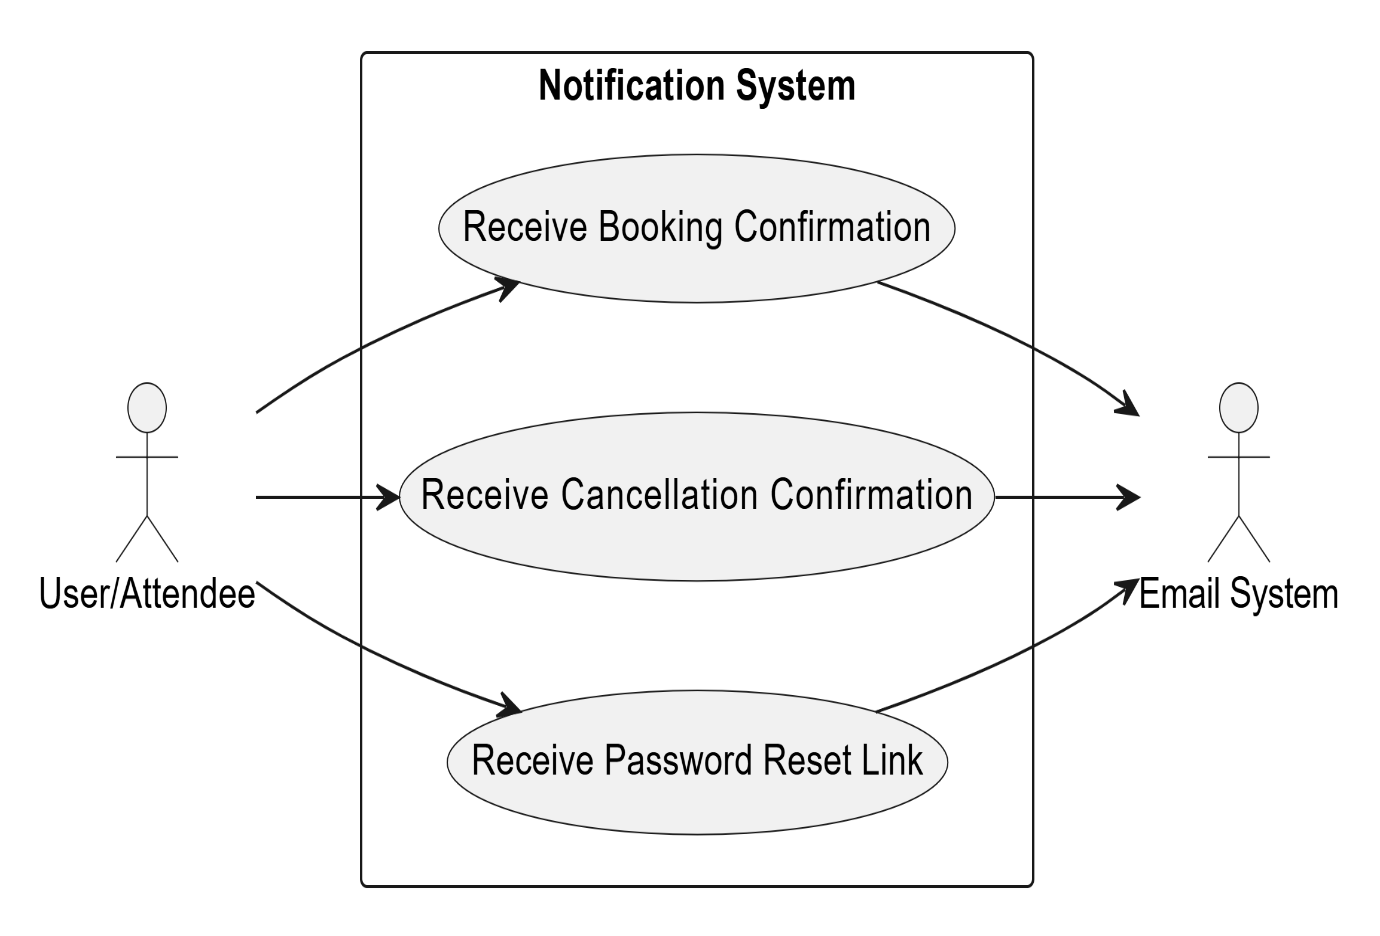 Notification System
Receive Booking Confirmation
Receive Cancellation Confirmation
User/Attendee
Email System
Receive Password Reset Link